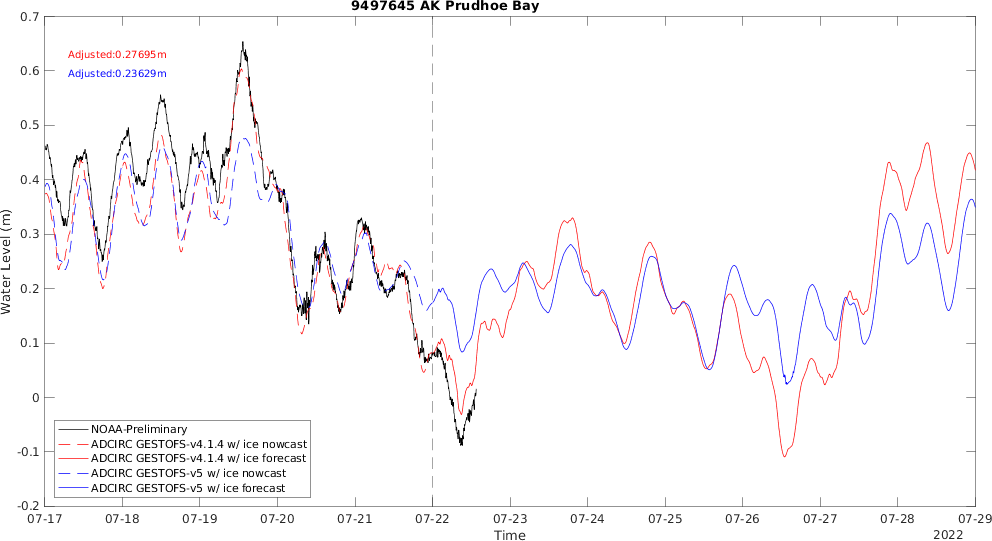 9497645 AK Prudhoe Bay
0.7
0.6
0.5
0.4
0.3
0.2
0.1
0
-0.1
-0.2
Water Level (m)
Adjusted:0.27695m
Adjusted:0.23629m
NOAA-Preliminary
ADCIRC GESTOFS-v4.1.4 w/ ice nowcast
ADCIRC GESTOFS-v4.1.4 w/ ice forecast
ADCIRC GESTOFS-v5 w/ ice nowcast
ADCIRC GESTOFS-v5 w/ ice forecast
07-17 07-18 07-19 07-20 07-21 07-22 07-23 07-24 07-25 07-26 07-27 07-28 07-29
Time
2022